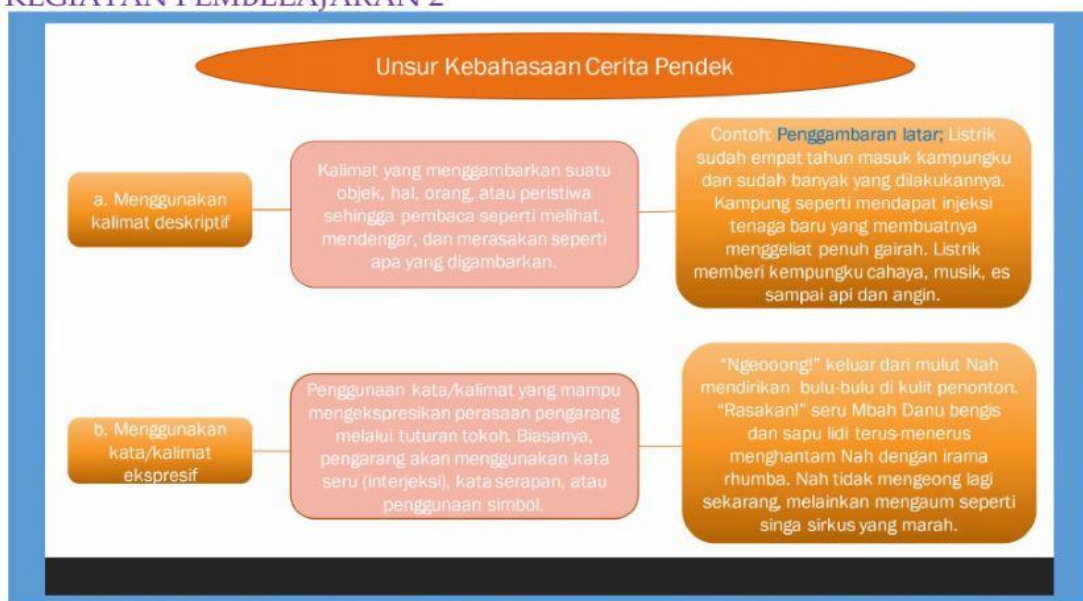 KEGIATAN PEMBELAJARAN 2
Unsur Kebahasaan Cerita Pendek
a. Menggunakan
kalimat deskriptif
Kalimat yang menggambarkan suatu
objek, hal, orang, atau peristiwa
sehingga pembaca seperti melihat,
mendengar, dan merasakan seperti
apa yang digambarkan.
Contoh: Penggambaran latar; Listrik
sudah empat tahun masuk kampungku
dan sudah banyak yang dilakukannya.
Kampung seperti mendapat injeksi
tenaga baru yang membuatnya
menggeliat penuh gairah. Listrik
memberi kempungku cahaya, musik, es
sampai api dan angin.
b. Menggunakan
kata/kalimat
ekspresif
Penggunaan kata/kalimat yang mampu
mengekspresikan perasaan pengarang
melalui tuturan tokoh. Biasanya,
pengarang akan menggunakan kata
seru (interjeksi), kata serapan, atau
penggunaan simbol.
"Ngeooong!" keluar dari mulut Nah
mendirikan bulu-bulu di kulit penonton.
"Rasakan!" seru Mbah Danu bengis
dan sapu lidi terus-menerus
menghantam Nah dengan irama
rhumba. Nah tidak mengeong lagi
sekarang, melainkan mengaum seperti
singa sirkus yang marah.